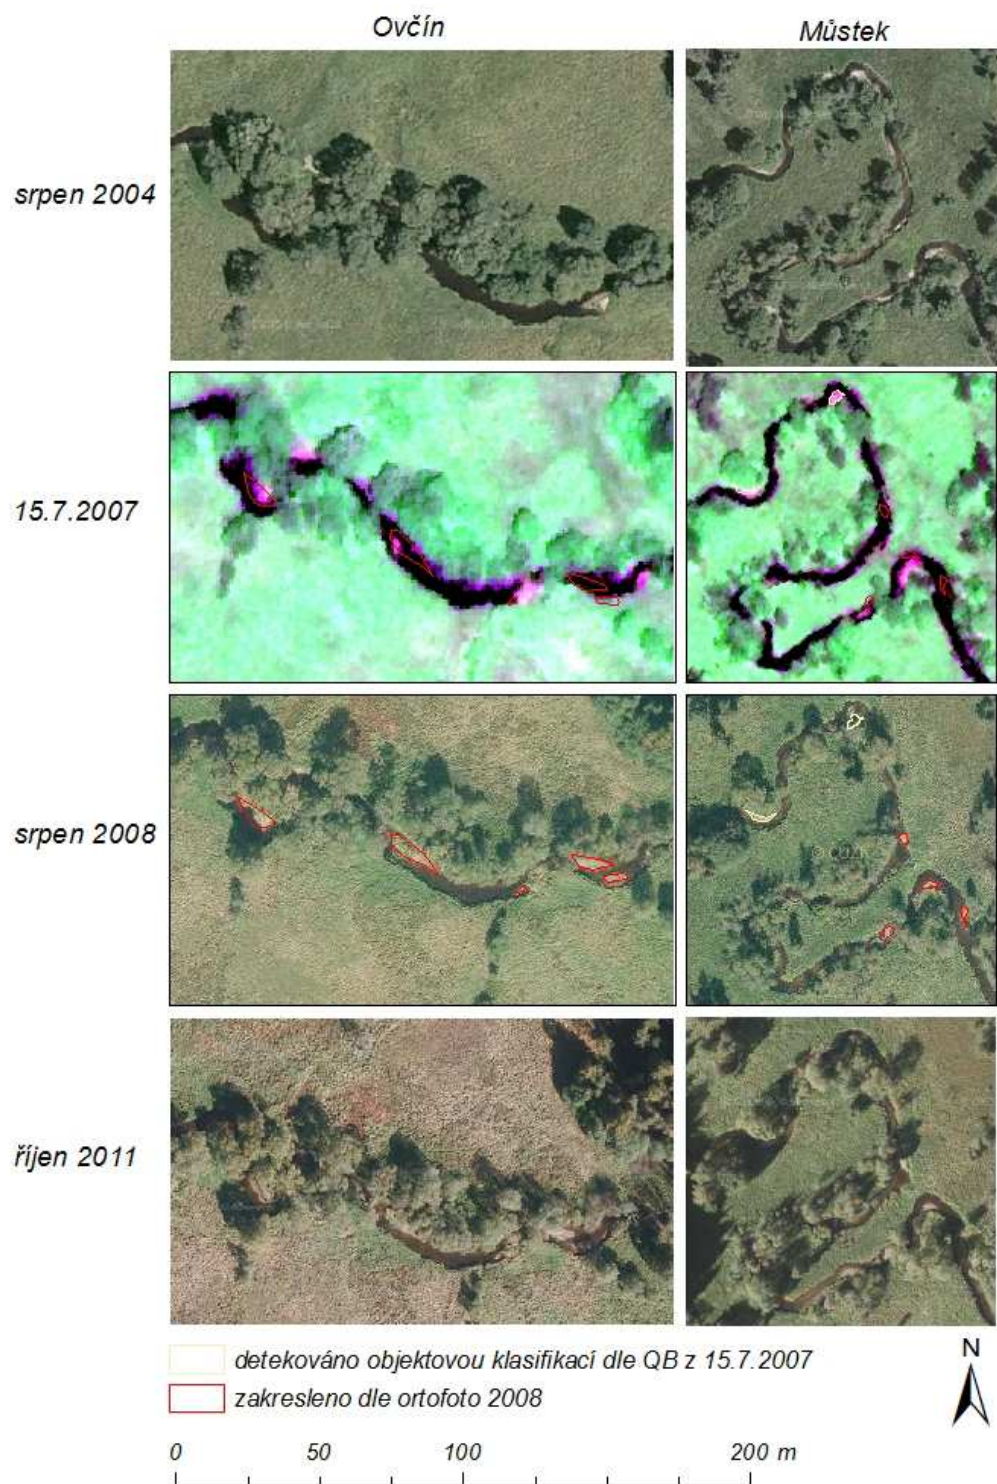 Ovčín Můstek
srpen 2004
15.7.2007
srpen 2008
říjen 2011
detekováno objektovou klasifikací dle QB z 15.7.2007
zakresleno dle ortofoto 2008
N
0 50 100 200 m